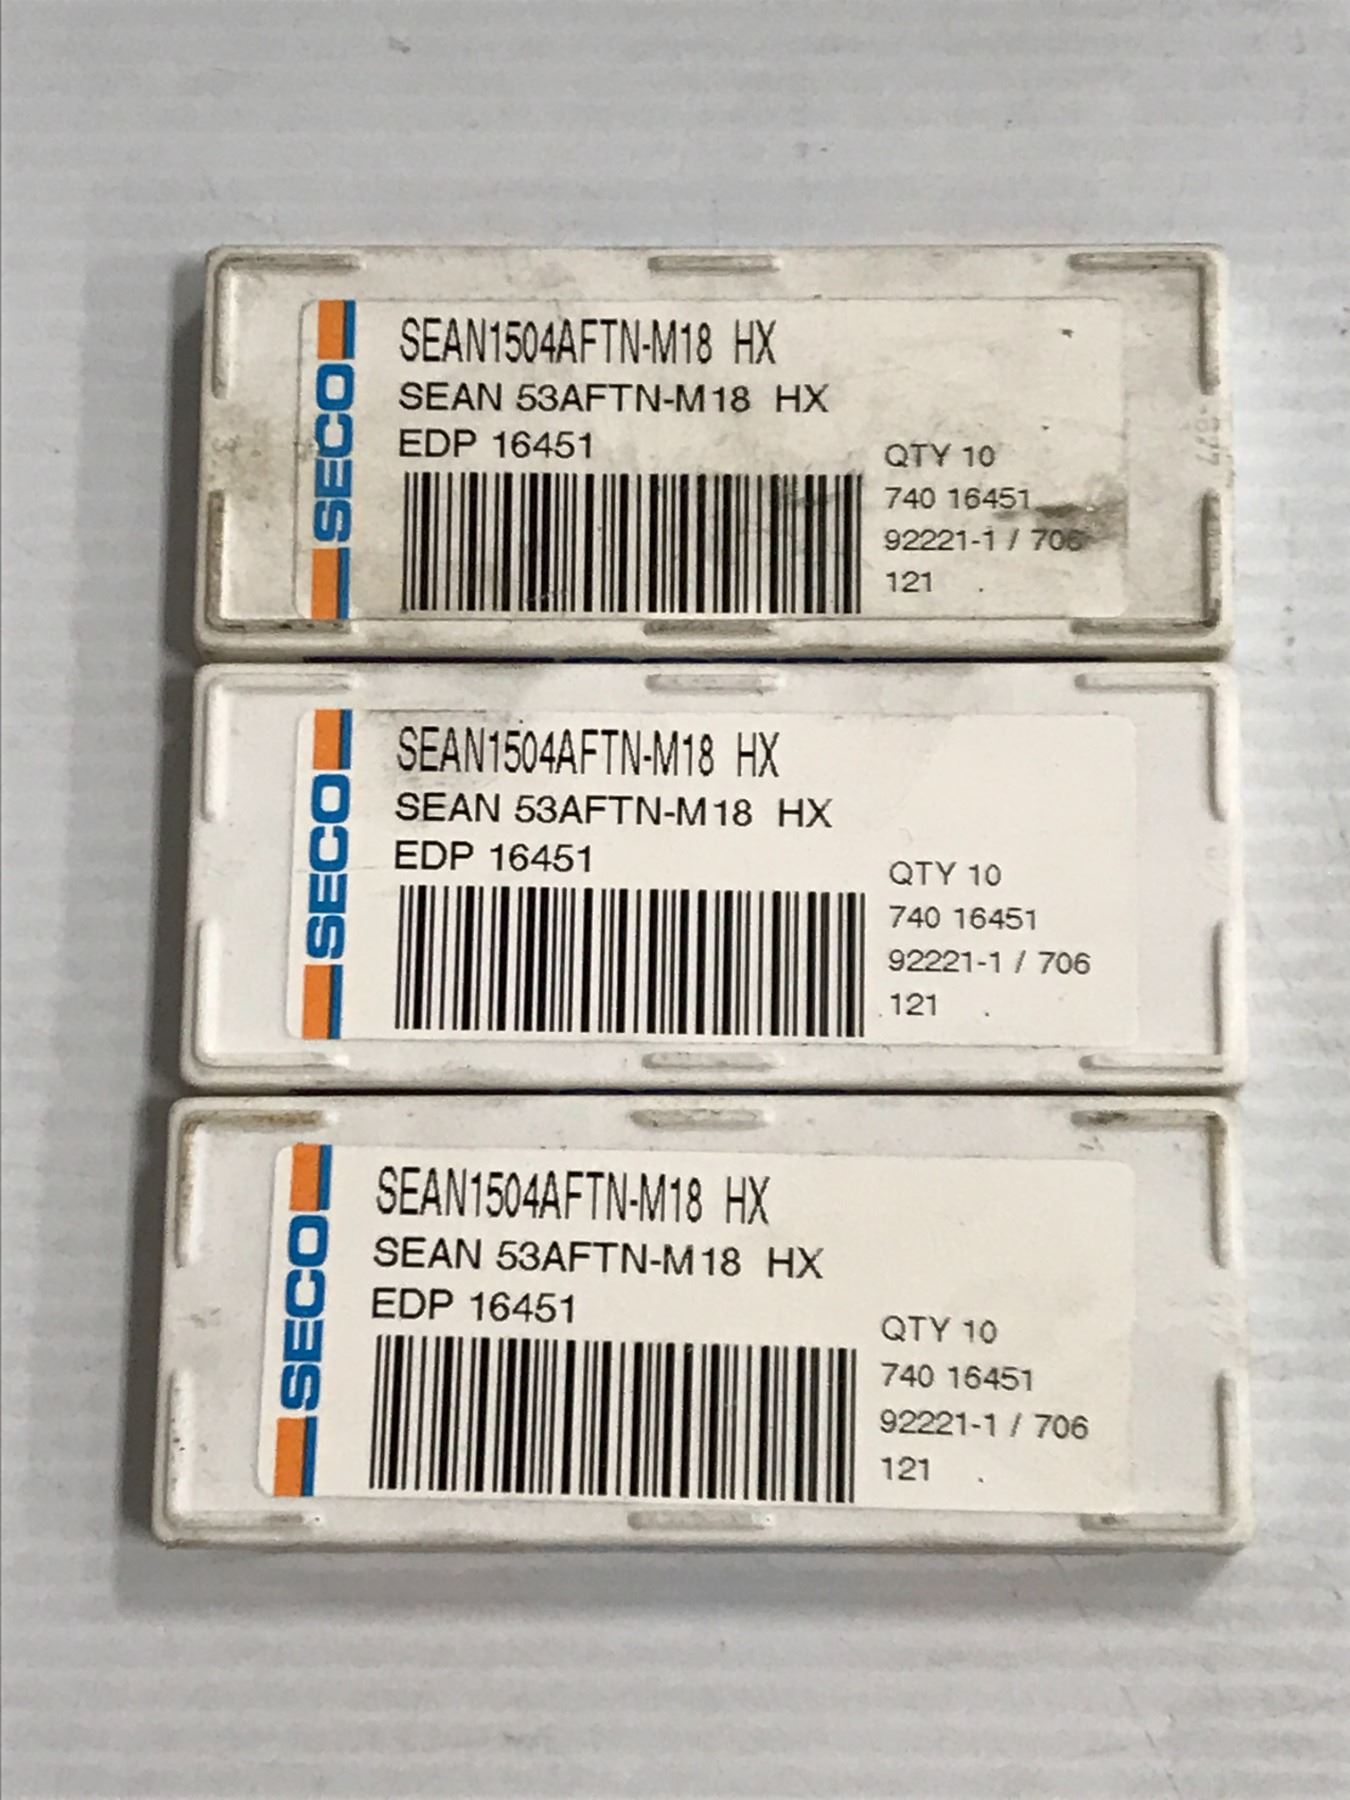 SECO
SEAN1504AFTN-M18 HX
SEAN 53AFTN-M18 HX
EDP 16451
QTY 10
740 16451
92221-1 / 706
121 .
SECO
SEAN1504AFTN-M18 HX
SEAN 53AFTN-M18 HX
EDP 16451
QTY 10
740 16451
92221-1 / 706
121 .
SECO
SEAN1504AFTN-M18 HX
SEAN 53AFTN-M18 HX
EDP 16451
QTY 10
740 16451
92221-1 / 706
121 .